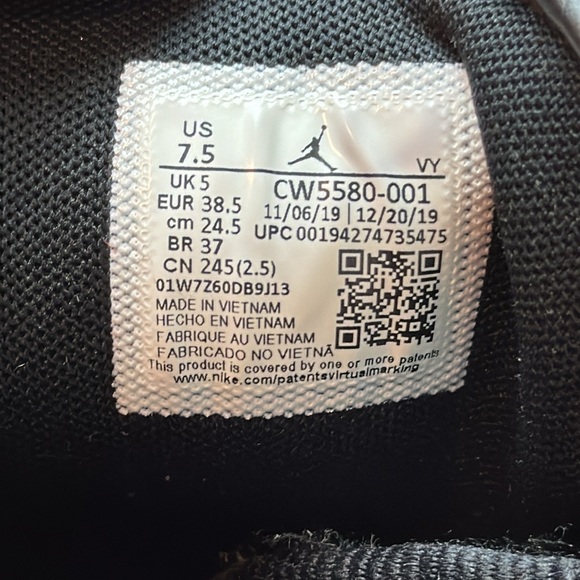 US
7.5
VY
UK 5
CW5580-001
EUR 38.5
11/06/19 | 12/20/19
cm 24.5
UPC 00194274735475
BR 37
CN 245(2.5)
01W7Z60DB9J13
MADE IN VIETNAM
HECHO EN VIETNAM
FABRIQUE AU VIETNAM
FABRICADO NO VIETNÃ
This product is covered by one or more patents
www.nike.com/patentsvirtualmarking